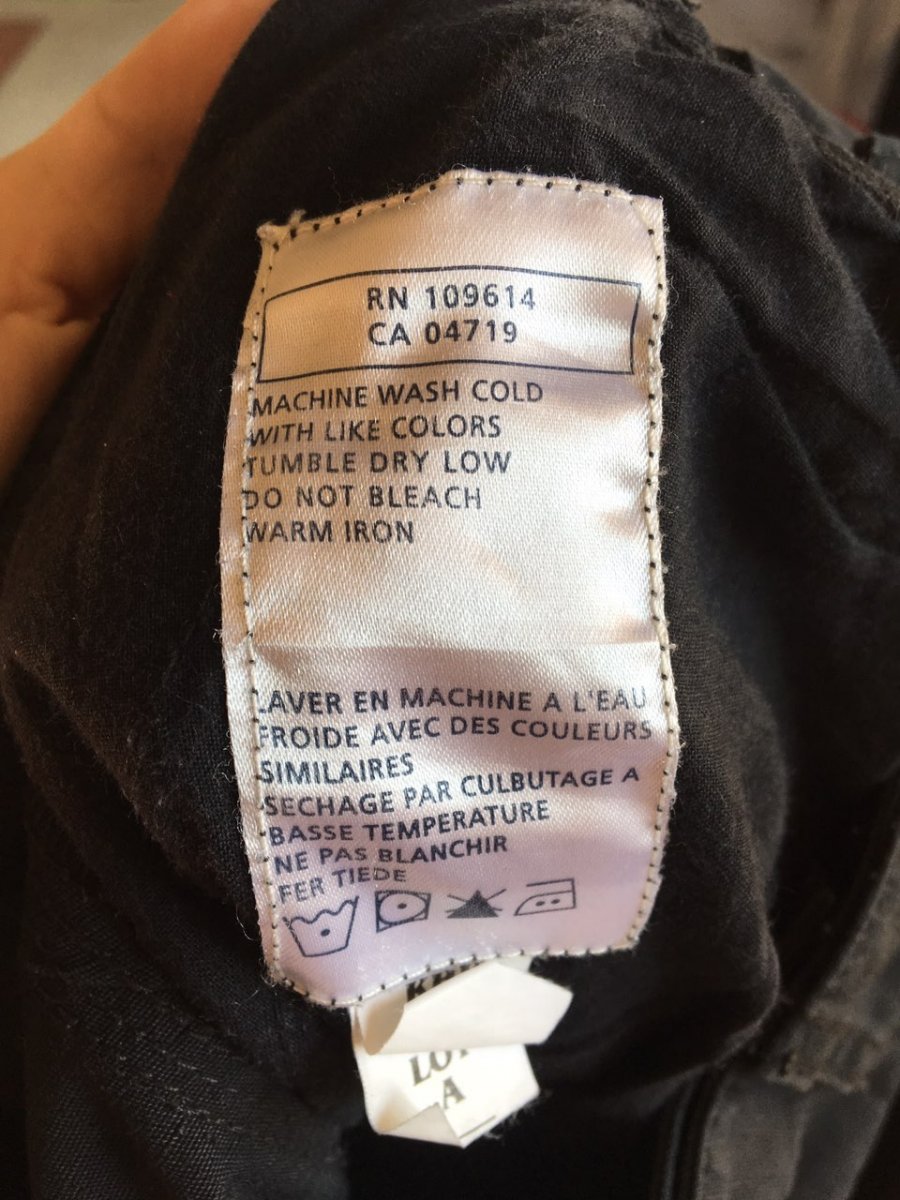 RN 109614
CA 04719
MACHINE WASH COLD
WITH LIKE COLORS
TUMBLE DRY LOW
DO NOT BLEACH
WARM IRON
LAVER EN MACHINE A L'EAU
FROIDE AVEC DES COULEURS
SIMILAIRES
SECHAGE PAR CULBUTAGE A
BASSE TEMPERATURE
NE PAS BLANCHIR
FER TIEDE